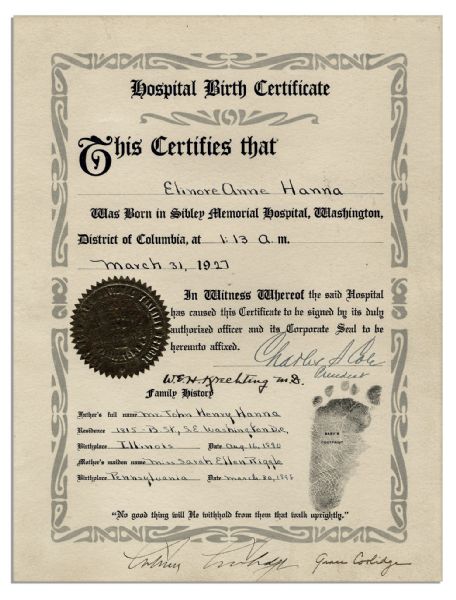 Hospital Birth Certificate
This Certifies that
Elinore Anne Hanna
Was Born in Sibley Memorial Hospital, Washington,
District of Columbia, at 1:13 a.m.
March 31, 1927
In Witness Whereof the said Hospital
has caused this Certificate to be signed by its duly
authorized officer and its Corporate Seal to be
hereunto affixed.
Charles S. Cole
President
W.E.H. Krechting M.D.
Family History
Father's full name Mr. John Henry Hanna
Residence 1815 - B St., S.E. Washington D.C.
Birthplace Illinois Date Aug. 16,
Mother's maiden name Miss Sarah Ellen Riggle
Birthplace Pennsylvania Date March 20,
BABY'S
FOOTPRINT
"No good thing will He withhold from them that walk uprightly."
Calvin Coolidge Grace Coolidge